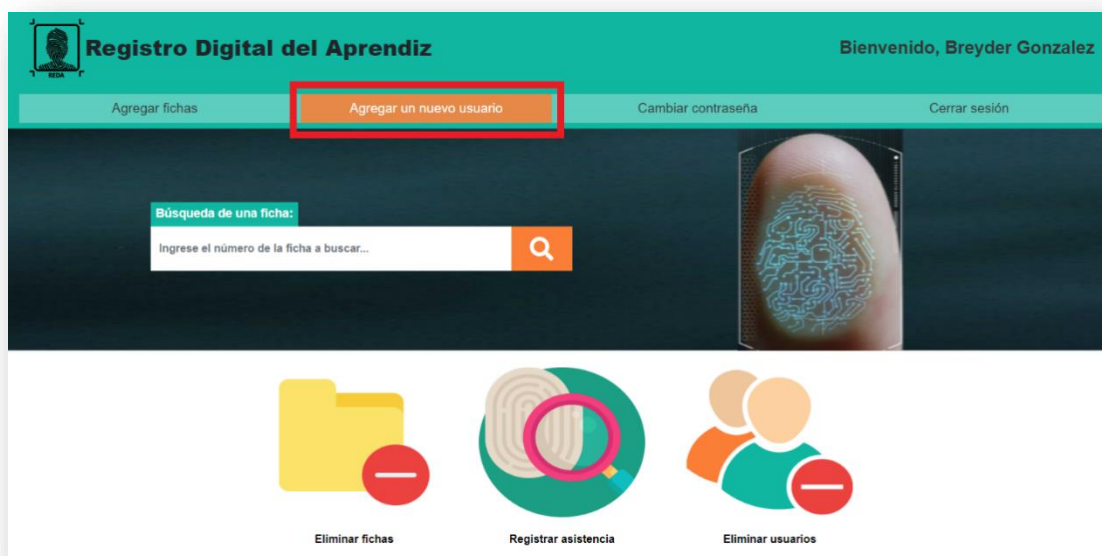 REDA
Registro Digital del Aprendiz
Bienvenido, Breyder Gonzalez
Agregar fichas
Agregar un nuevo usuario
Cambiar contraseña
Cerrar sesión
Búsqueda de una ficha:
Ingrese el número de la ficha a buscar...
Eliminar fichas
Registrar asistencia
Eliminar usuarios